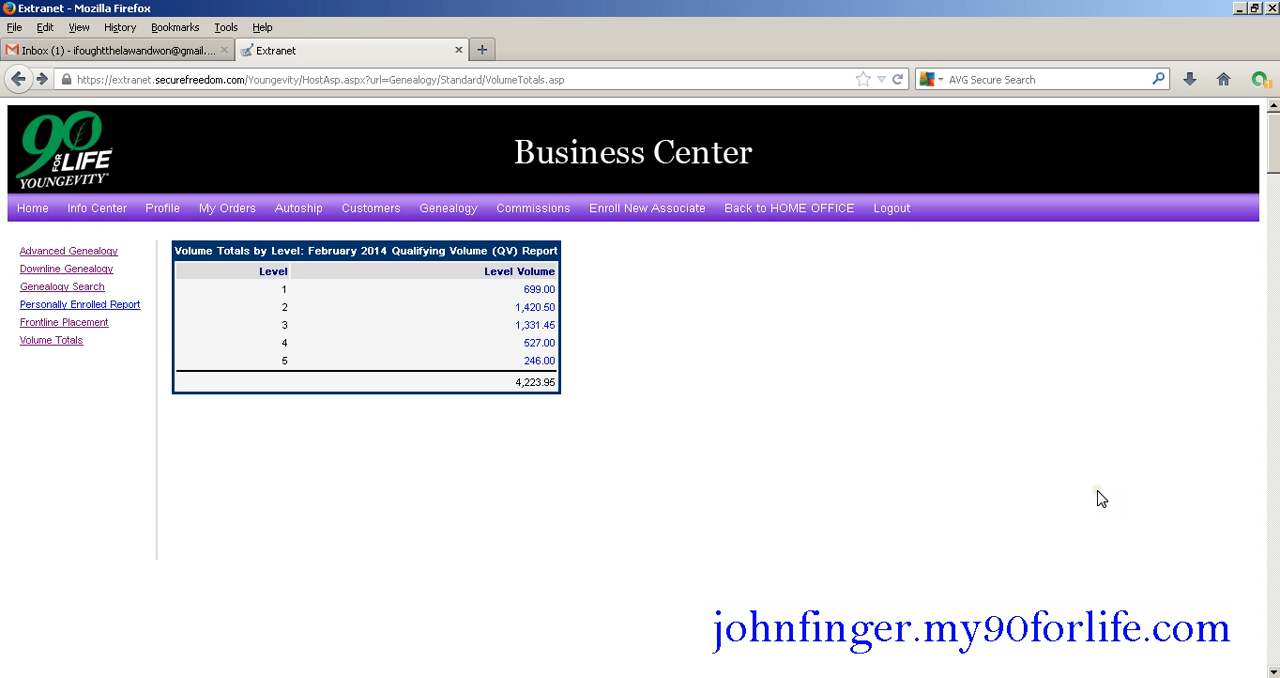 Extranet - Mozilla Firefox
File Edit View History Bookmarks Tools Help
Inbox (1) - ifoughtthelawandwon@gmail.... Extranet
https://extranet.securefreedom.com/Youngevity/HostAsp.aspx?url=Genealogy/Standard/VolumeTotals.asp AVG Secure Search
90 FOR LIFE YOUNGEVITY
Business Center
Home Info Center Profile My Orders Autoship Customers Genealogy Commissions Enroll New Associate Back to HOME OFFICE Logout
Advanced Genealogy
Downline Genealogy
Genealogy Search
Personally Enrolled Report
Frontline Placement
Volume Totals
Volume Totals by Level: February 2014 Qualifying Volume (QV) Report
Level Level Volume
1 699.00
2 1,420.50
3 1,331.45
4 527.00
5 246.00
4,223.95
johnfinger.my90forlife.com